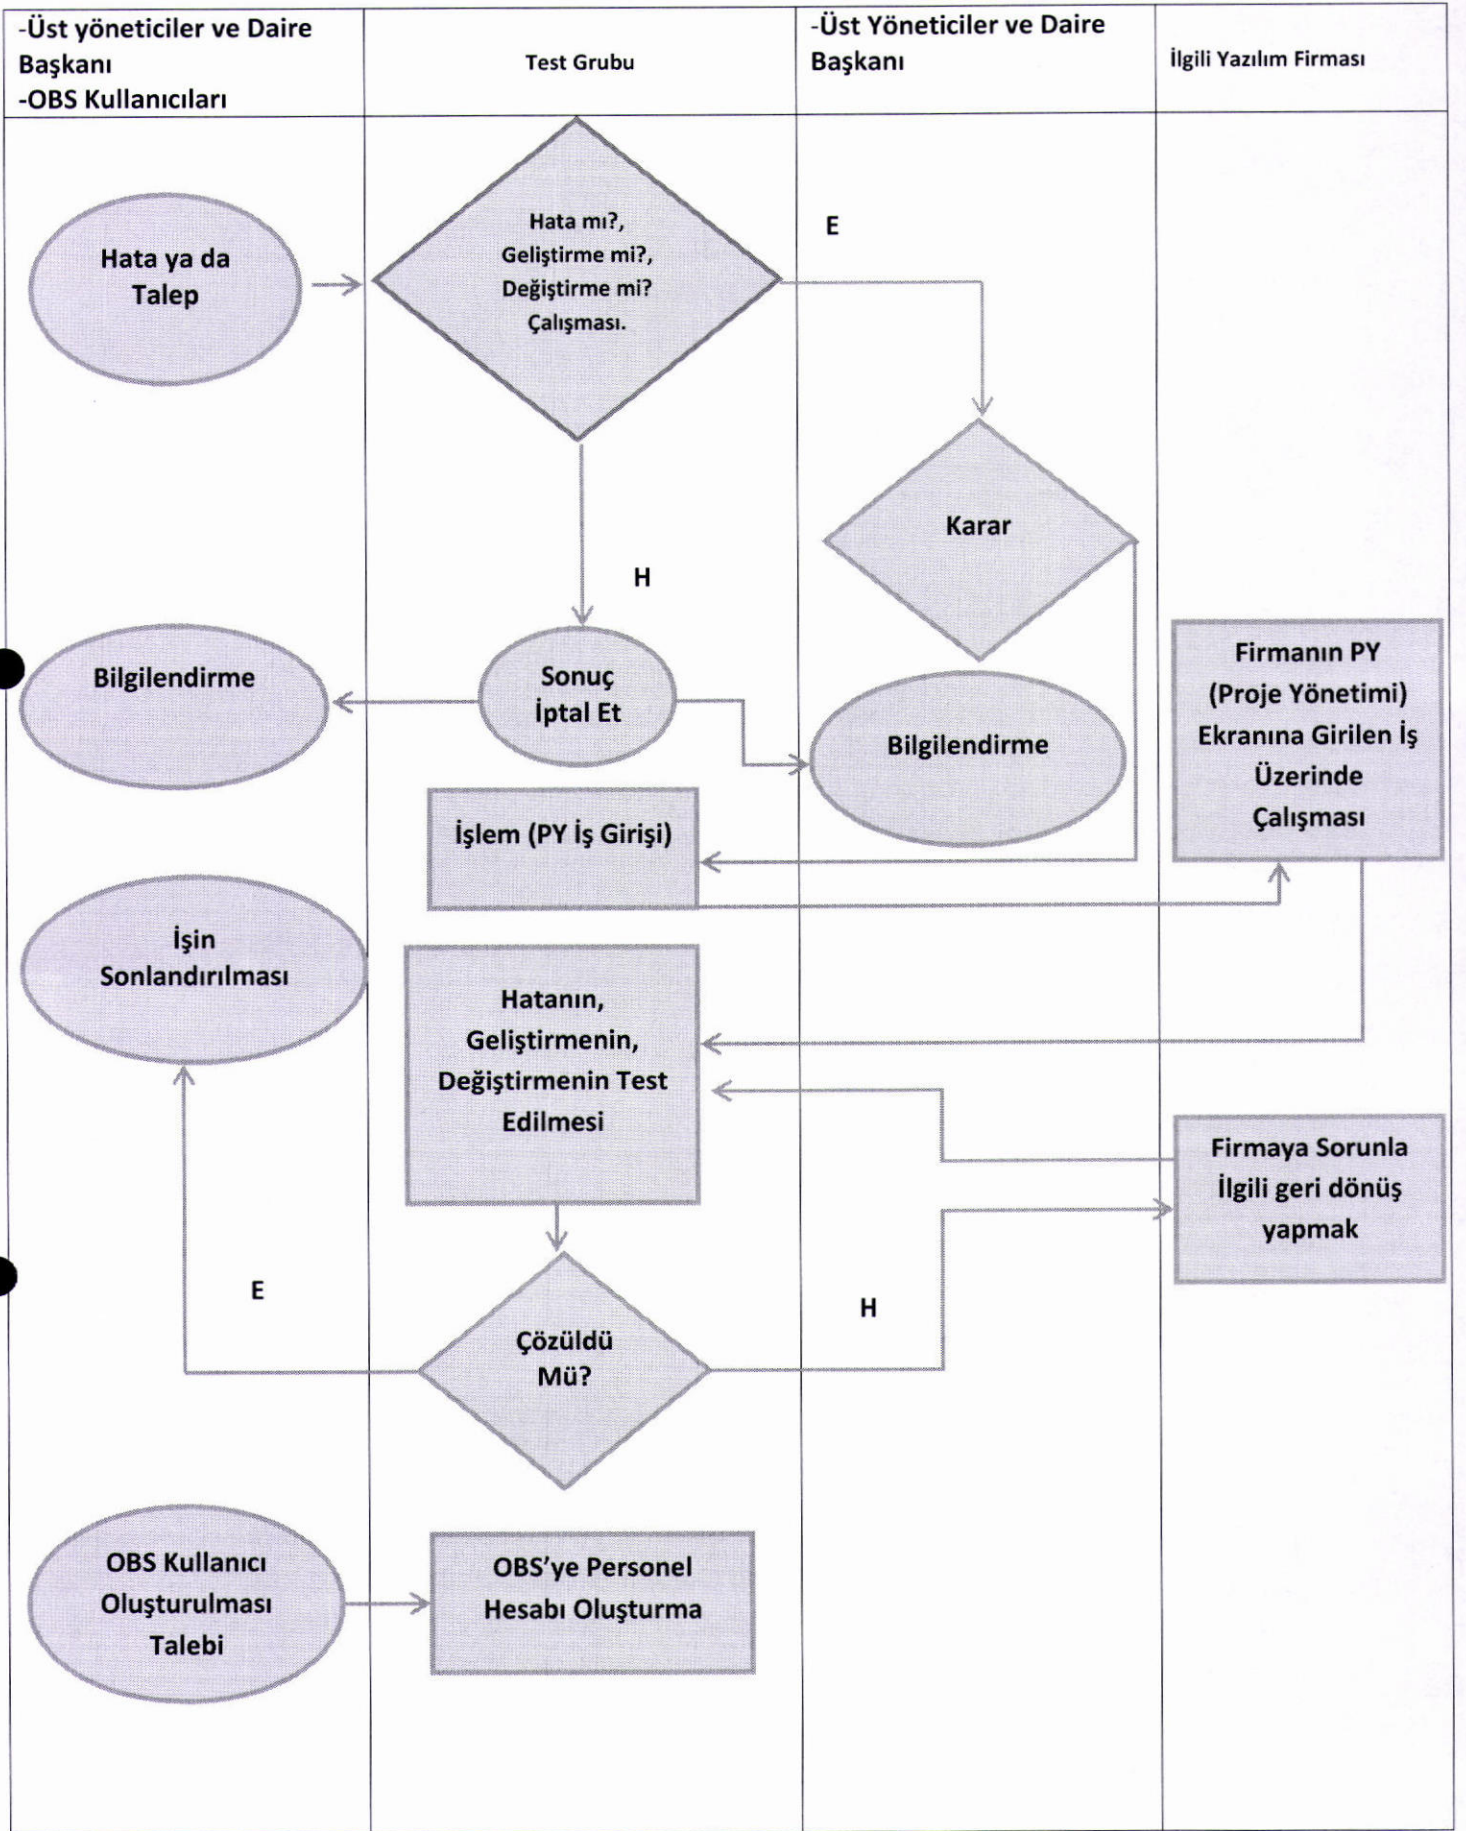 -Üst yöneticiler ve Daire
Başkanı
-OBS Kullanıcıları
Test Grubu
-Üst Yöneticiler ve Daire
Başkanı
İlgili Yazılım Firması
Hata ya da
Talep
Hata mı?,
Geliştirme mi?,
Değiştirme mi?
Çalışması.
E
Karar
H
Bilgilendirme
Sonuç
İptal Et
Bilgilendirme
Firmanın PY
(Proje Yönetimi)
Ekranına Girilen İş
Üzerinde
Çalışması
İşlem (PY İş Girişi)
İşin
Sonlandırılması
Hatanın,
Geliştirmenin,
Değiştirmenin Test
Edilmesi
Firmaya Sorunla
İlgili geri dönüş
yapmak
E
Çözüldü
Mü?
H
OBS Kullanıcı
Oluşturulması
Talebi
OBS’ye Personel
Hesabı Oluşturma